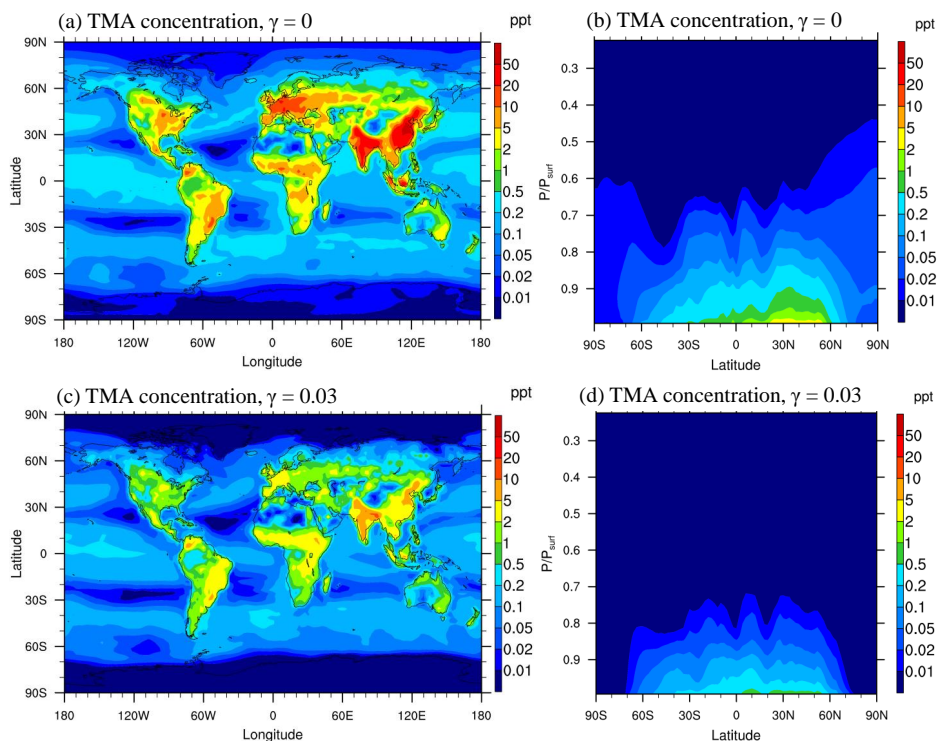 (a) TMA concentration, γ = 0
ppt
90N
60N
30N
0
30S
60S
90S
Latitude
180 120W 60W 0 60E 120E 180
Longitude
50
20
10
5
2
1
0.5
0.2
0.1
0.05
0.02
0.01
(b) TMA concentration, γ = 0
ppt
0.3
0.4
0.5
0.6
0.7
0.8
0.9
P/Psurf
90S 60S 30S 0 30N 60N 90N
Latitude
50
20
10
5
2
1
0.5
0.2
0.1
0.05
0.02
0.01
(c) TMA concentration, γ = 0.03
ppt
90N
60N
30N
0
30S
60S
90S
Latitude
180 120W 60W 0 60E 120E 180
Longitude
50
20
10
5
2
1
0.5
0.2
0.1
0.05
0.02
0.01
(d) TMA concentration, γ = 0.03
ppt
0.3
0.4
0.5
0.6
0.7
0.8
0.9
P/Psurf
90S 60S 30S 0 30N 60N 90N
Latitude
50
20
10
5
2
1
0.5
0.2
0.1
0.05
0.02
0.01